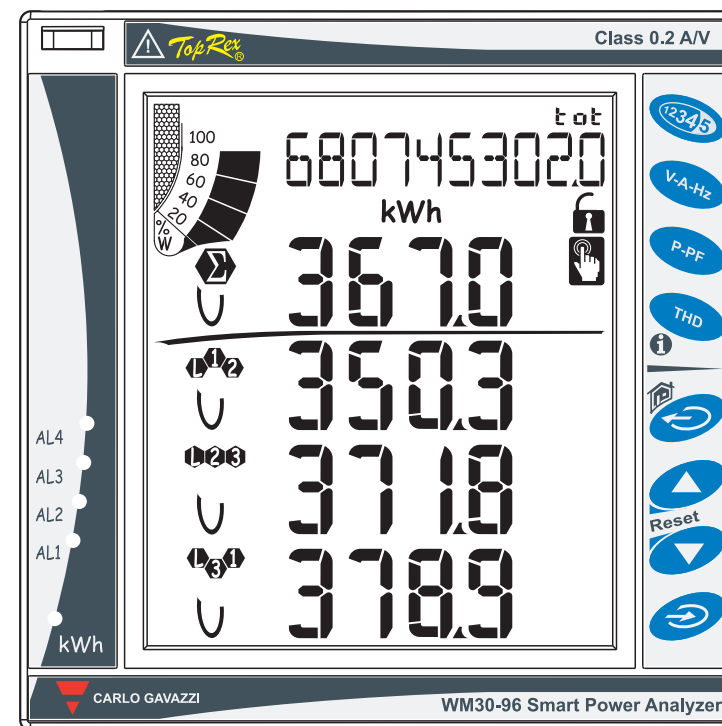 TopRex®
Class 0.2 A/V
tot
680745302.0
kWh
100
80
60
40
20
%
W
Σ
V
367.0
L12
V
350.3
L23
V
371.8
L31
V
378.9
AL4
AL3
AL2
AL1
kWh
12345
V-A-Hz
P-PF
THD
i
Reset
CARLO GAVAZZI
WM30-96 Smart Power Analyzer